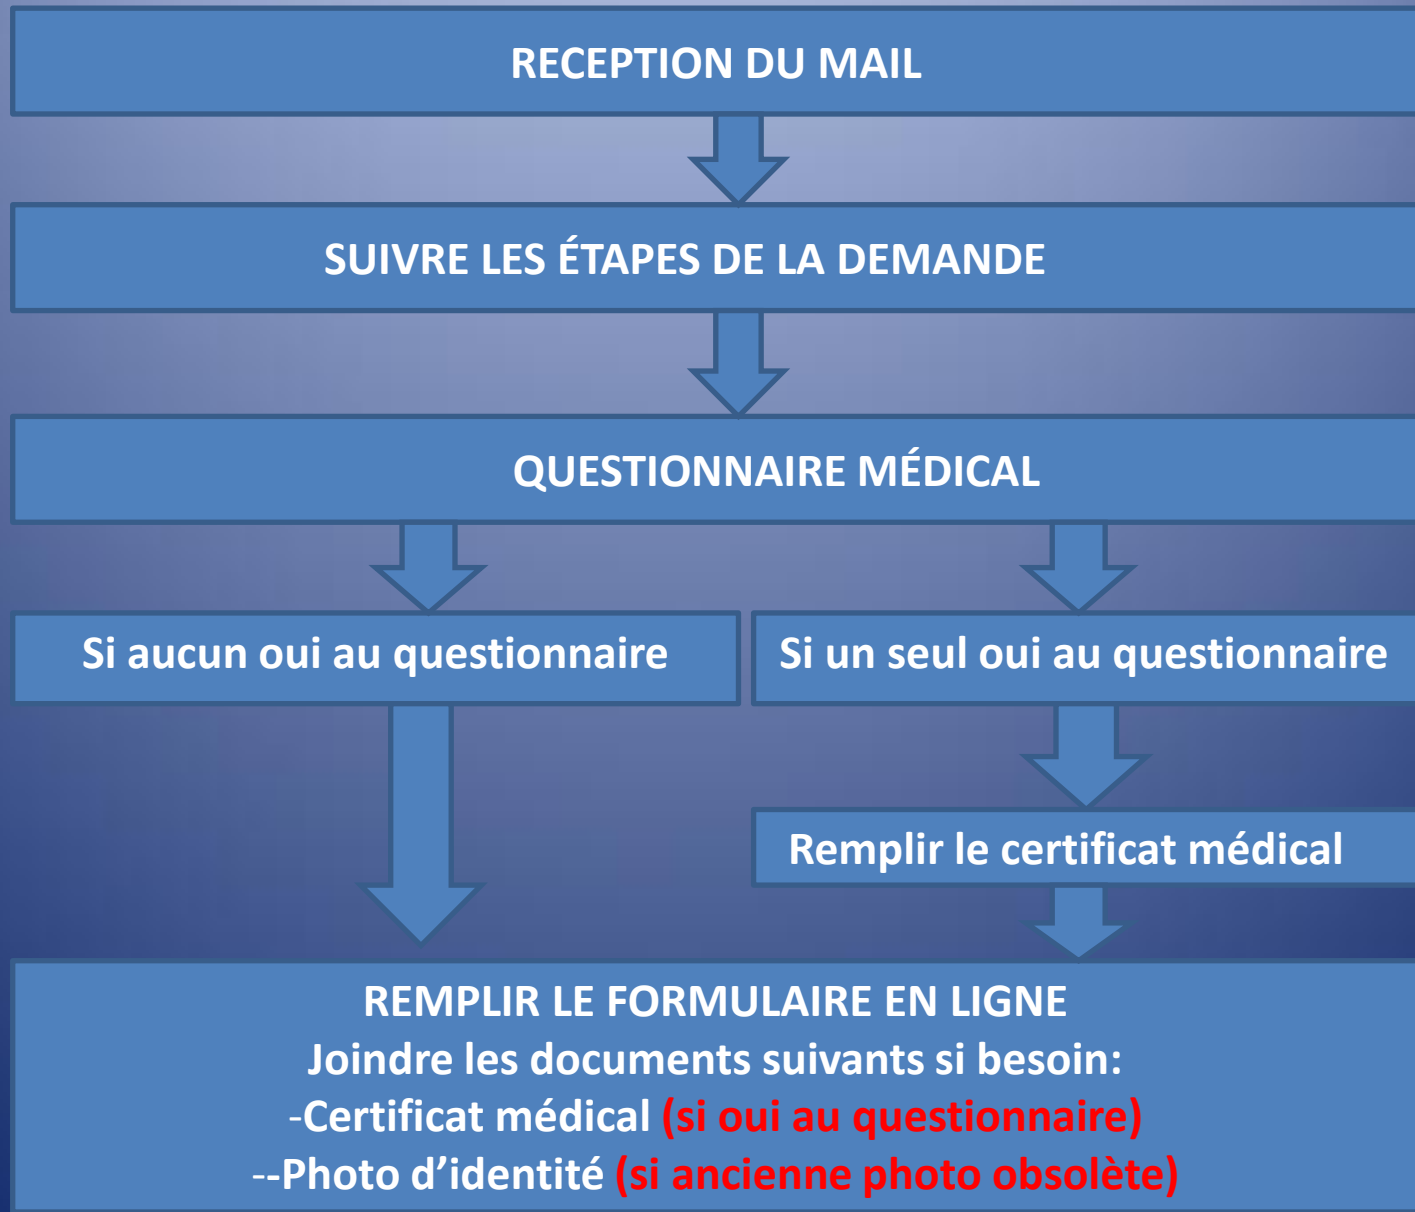 RECEPTION DU MAIL
SUIVRE LES ÉTAPES DE LA DEMANDE
QUESTIONNAIRE MÉDICAL
Si aucun oui au questionnaire
Si un seul oui au questionnaire
Remplir le certificat médical
REMPLIR LE FORMULAIRE EN LIGNE
Joindre les documents suivants si besoin:
-Certificat médical (si oui au questionnaire)
--Photo d’identité (si ancienne photo obsolète)